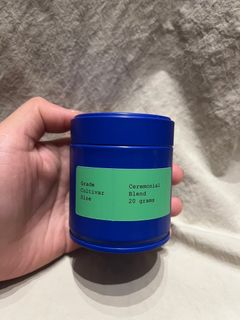 Grade Ceremonial
Cultivar Blend
Size 20 grams